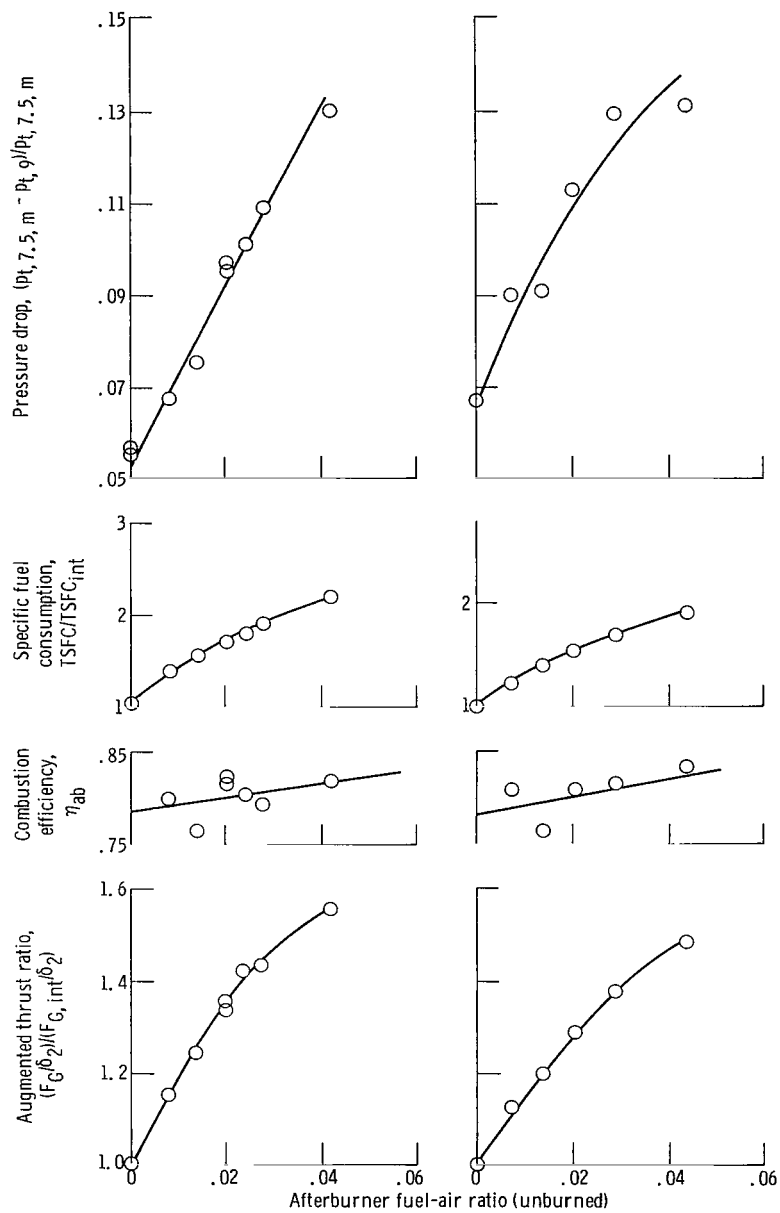 Pressure drop, (pt, 7.5, m - pt, 9)/pt, 7.5, m
.15
.13
.11
.09
.07
.05
Specific fuel
consumption,
TSFC/TSFCint
3
2
1
2
1
Combustion
efficiency,
ηab
.85
.75
Augmented thrust ratio,
(FG/δ2)/(FG, int/δ2)
1.6
1.4
1.2
1.0
0 .02 .04 .06 0 .02 .04 .06
Afterburner fuel-air ratio (unburned)